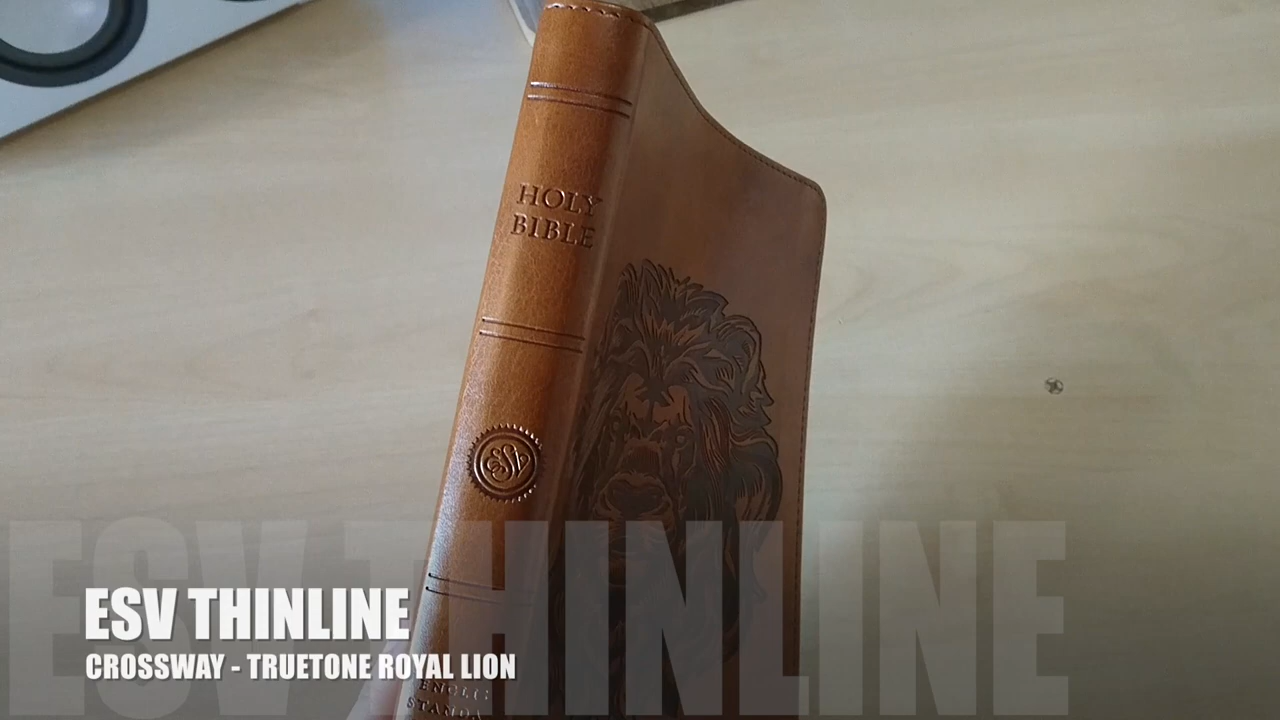 HOLY
BIBLE
ESV
ESV THINLINE
ESV THINLINE
CROSSWAY - TRUETONE ROYAL LION